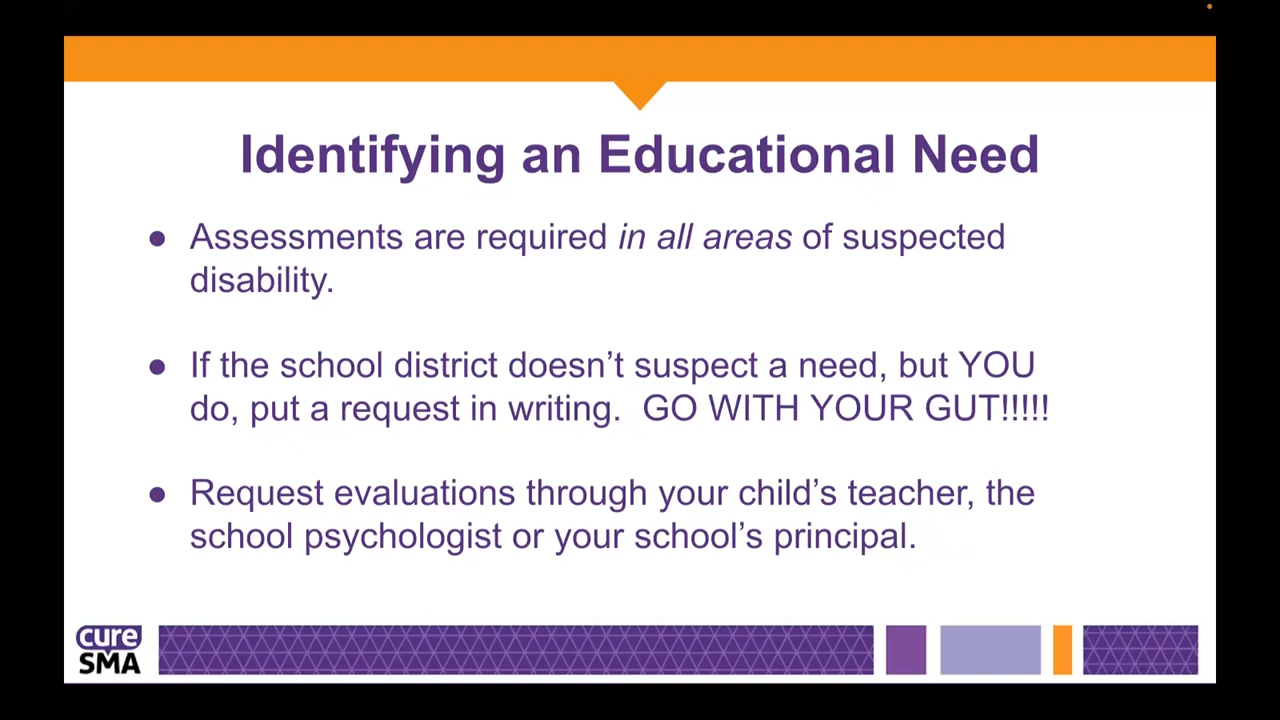 Identifying an Educational Need
● Assessments are required in all areas of suspected
disability.
● If the school district doesn’t suspect a need, but YOU
do, put a request in writing.  GO WITH YOUR GUT!!!!!
● Request evaluations through your child’s teacher, the
school psychologist or your school’s principal.
cure
SMA